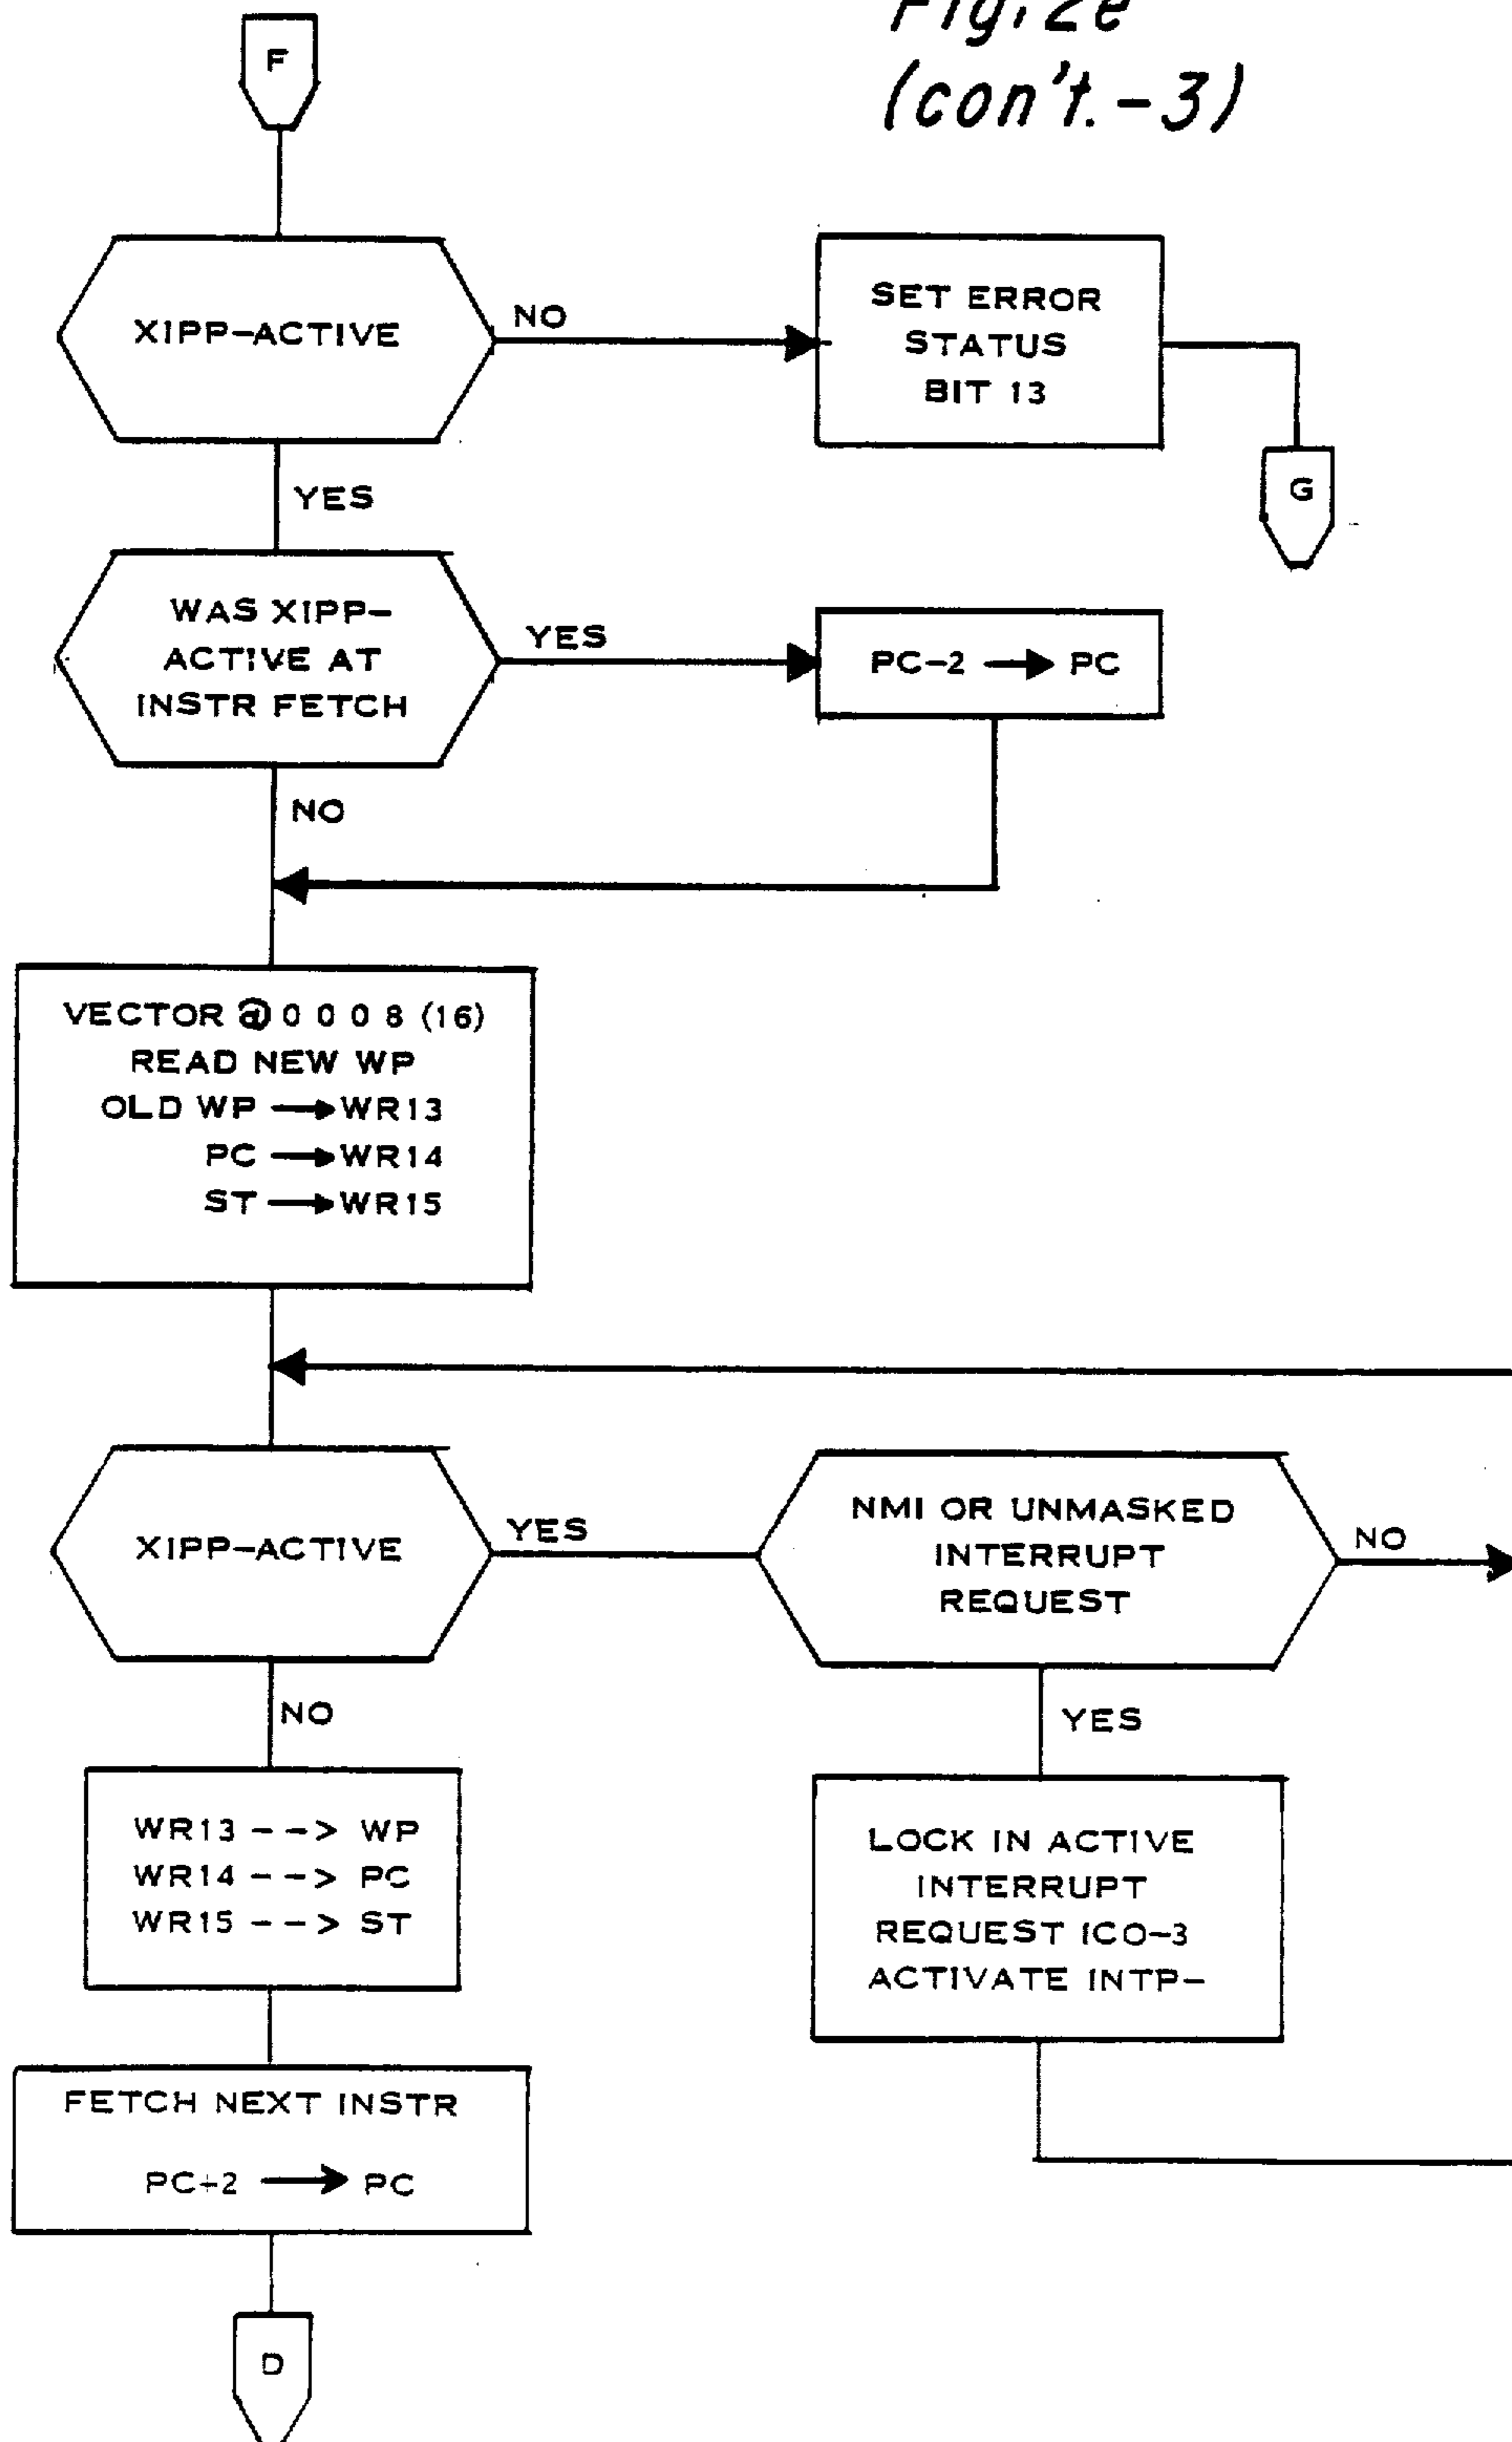 Fig. 2e
(con't.-3)
F
XIPP-ACTIVE
NO
SET ERROR
STATUS
BIT 13
G
YES
WAS XIPP-
ACTIVE AT
INSTR FETCH
YES
PC-2 → PC
NO
VECTOR @ 0 0 0 8 (16)
READ NEW WP
OLD WP → WR13
PC → WR14
ST → WR15
XIPP-ACTIVE
YES
NMI OR UNMASKED
INTERRUPT
REQUEST
NO
NO
YES
WR13 --> WP
WR14 --> PC
WR15 --> ST
LOCK IN ACTIVE
INTERRUPT
REQUEST ICO-3
ACTIVATE INTP-
FETCH NEXT INSTR
PC+2 → PC
D